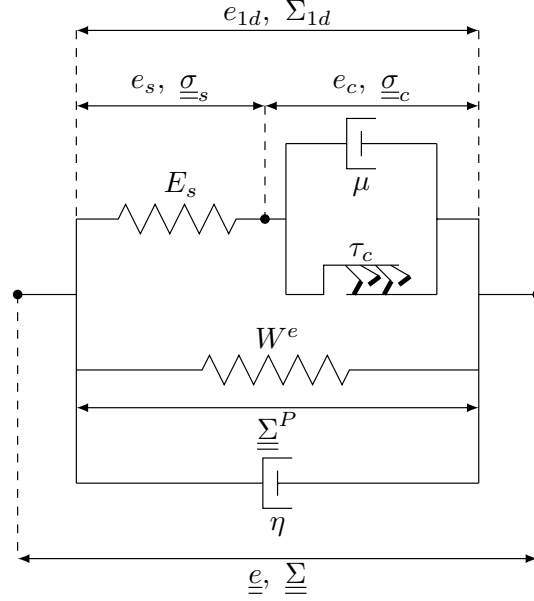 e_{1d}, Σ_{1d}
e_s, σ_s e_c, σ_c
μ
E_s
τ_c
W^e
Σ^P
η
e, Σ